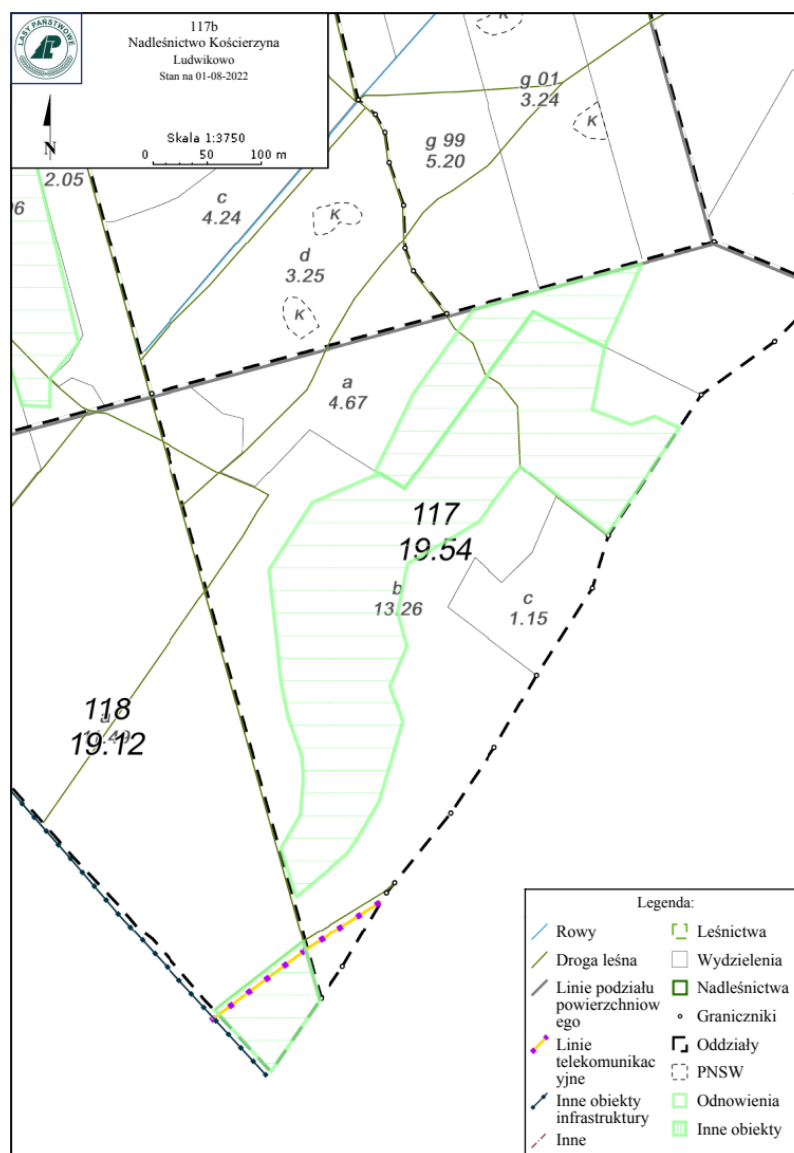 LASY PAŃSTWOWE
117b
Nadleśnictwo Kościerzyna
Ludwikowo
Stan na 01-08-2022
N
Skala 1:3750
0 50 100 m
g 01
3.24
K
g 99
5.20
K
2.05
c
4.24
K
d
3.25
K
a
4.67
117
19.54
b
13.26
c
1.15
118
19.12
Legenda:
Rowy
Droga leśna
Linie podziału
powierzchniow
ego
Linie
telekomunikac
yjne
Inne obiekty
infrastruktury
Inne
Leśnictwa
Wydzielenia
Nadleśnictwa
Graniczniki
Oddziały
PNSW
Odnowienia
Inne obiekty